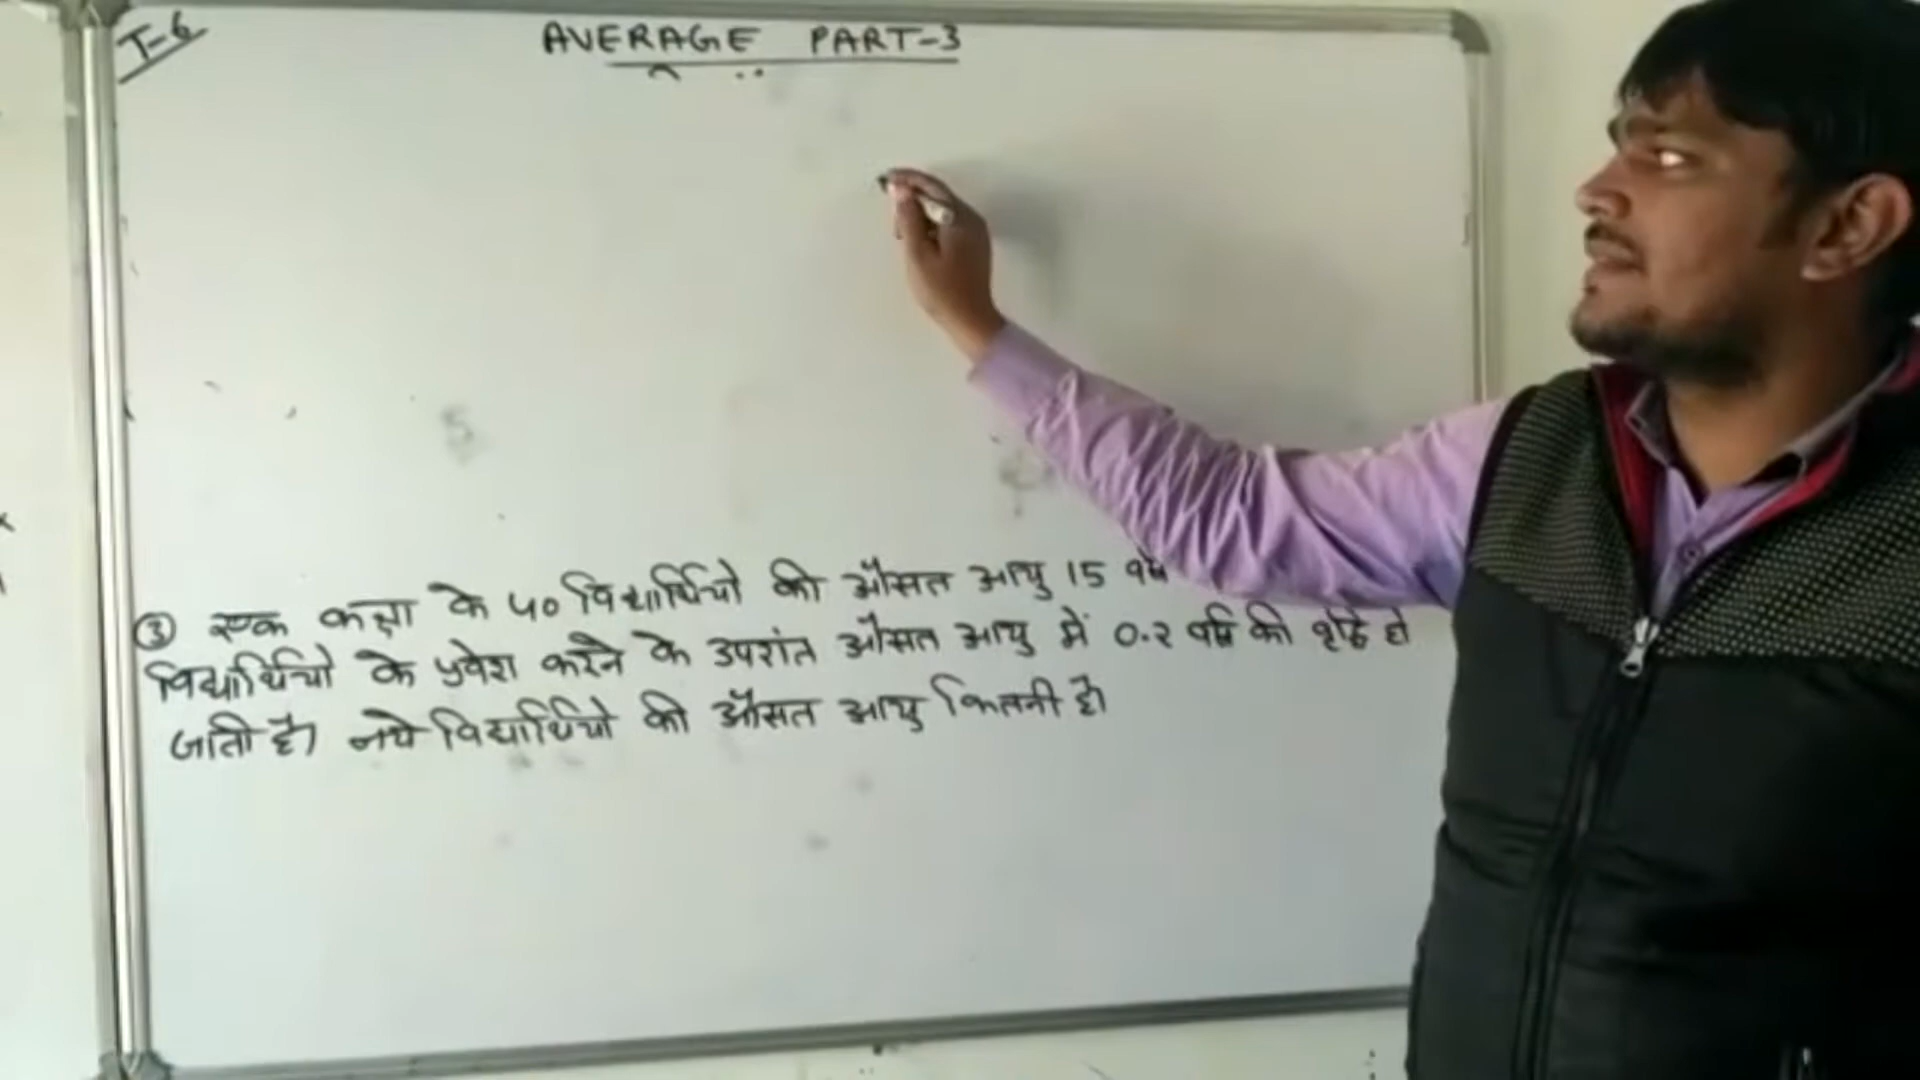 T-6
AVERAGE PART-3
③ एक कक्षा के 40 विद्यार्थियो की औसत आयु 15 वर्ष
विद्यार्थियो के प्रवेश करने के उपरांत औसत आयु में 0.2 वर्ष की वृद्धि हो
जाती है। नये विद्यार्थियो की औसत आयु कितनी है।